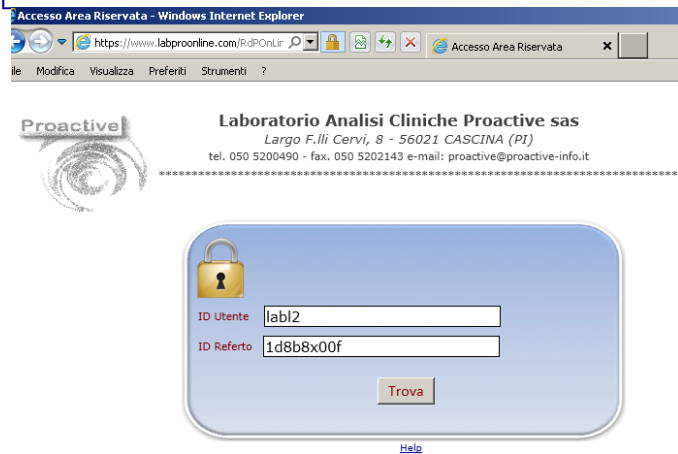 Accesso Area Riservata - Windows Internet Explorer
https://www.labproonline.com/RdPOnLir
Accesso Area Riservata
ile Modifica Visualizza Preferiti Strumenti ?
Proactive
Laboratorio Analisi Cliniche Proactive sas
Largo F.lli Cervi, 8 - 56021 CASCINA (PI)
tel. 050 5200490 - fax. 050 5202143 e-mail: proactive@proactive-info.it
ID Utente labl2
ID Referto 1d8b8x00f
Trova
Help